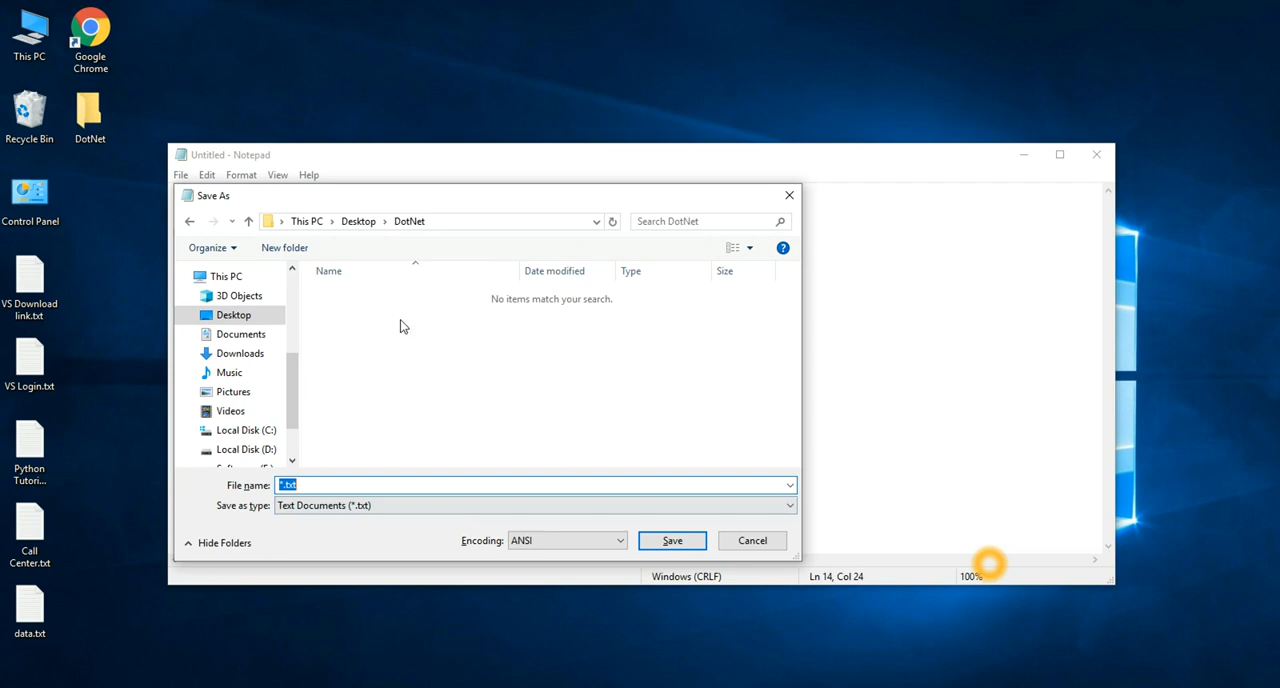 This PC
Google
Chrome
Recycle Bin
DotNet
Control Panel
VS Download
link.txt
VS Login.txt
Python
Tutori...
Call
Center.txt
data.txt
Untitled - Notepad
File Edit Format View Help
Save As
This PC > Desktop > DotNet
Search DotNet
Organize
New folder
Name Date modified Type Size
No items match your search.
This PC
3D Objects
Desktop
Documents
Downloads
Music
Pictures
Videos
Local Disk (C:)
Local Disk (D:)
File name: *.txt
Save as type: Text Documents (*.txt)
Hide Folders
Encoding: ANSI
Save
Cancel
Windows (CRLF)
Ln 14, Col 24
100%